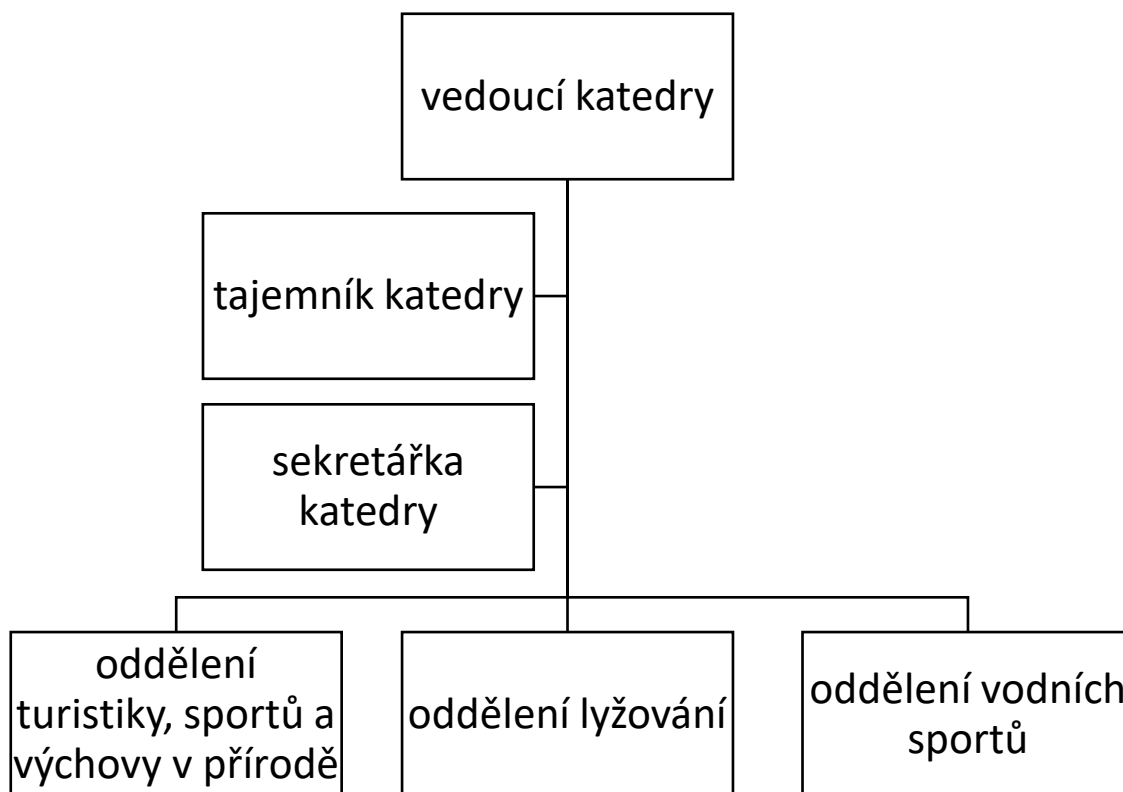 vedoucí katedry
tajemník katedry
sekretářka
katedry
oddělení
turistiky, sportů a
výchovy v přírodě
oddělení lyžování
oddělení vodních
sportů